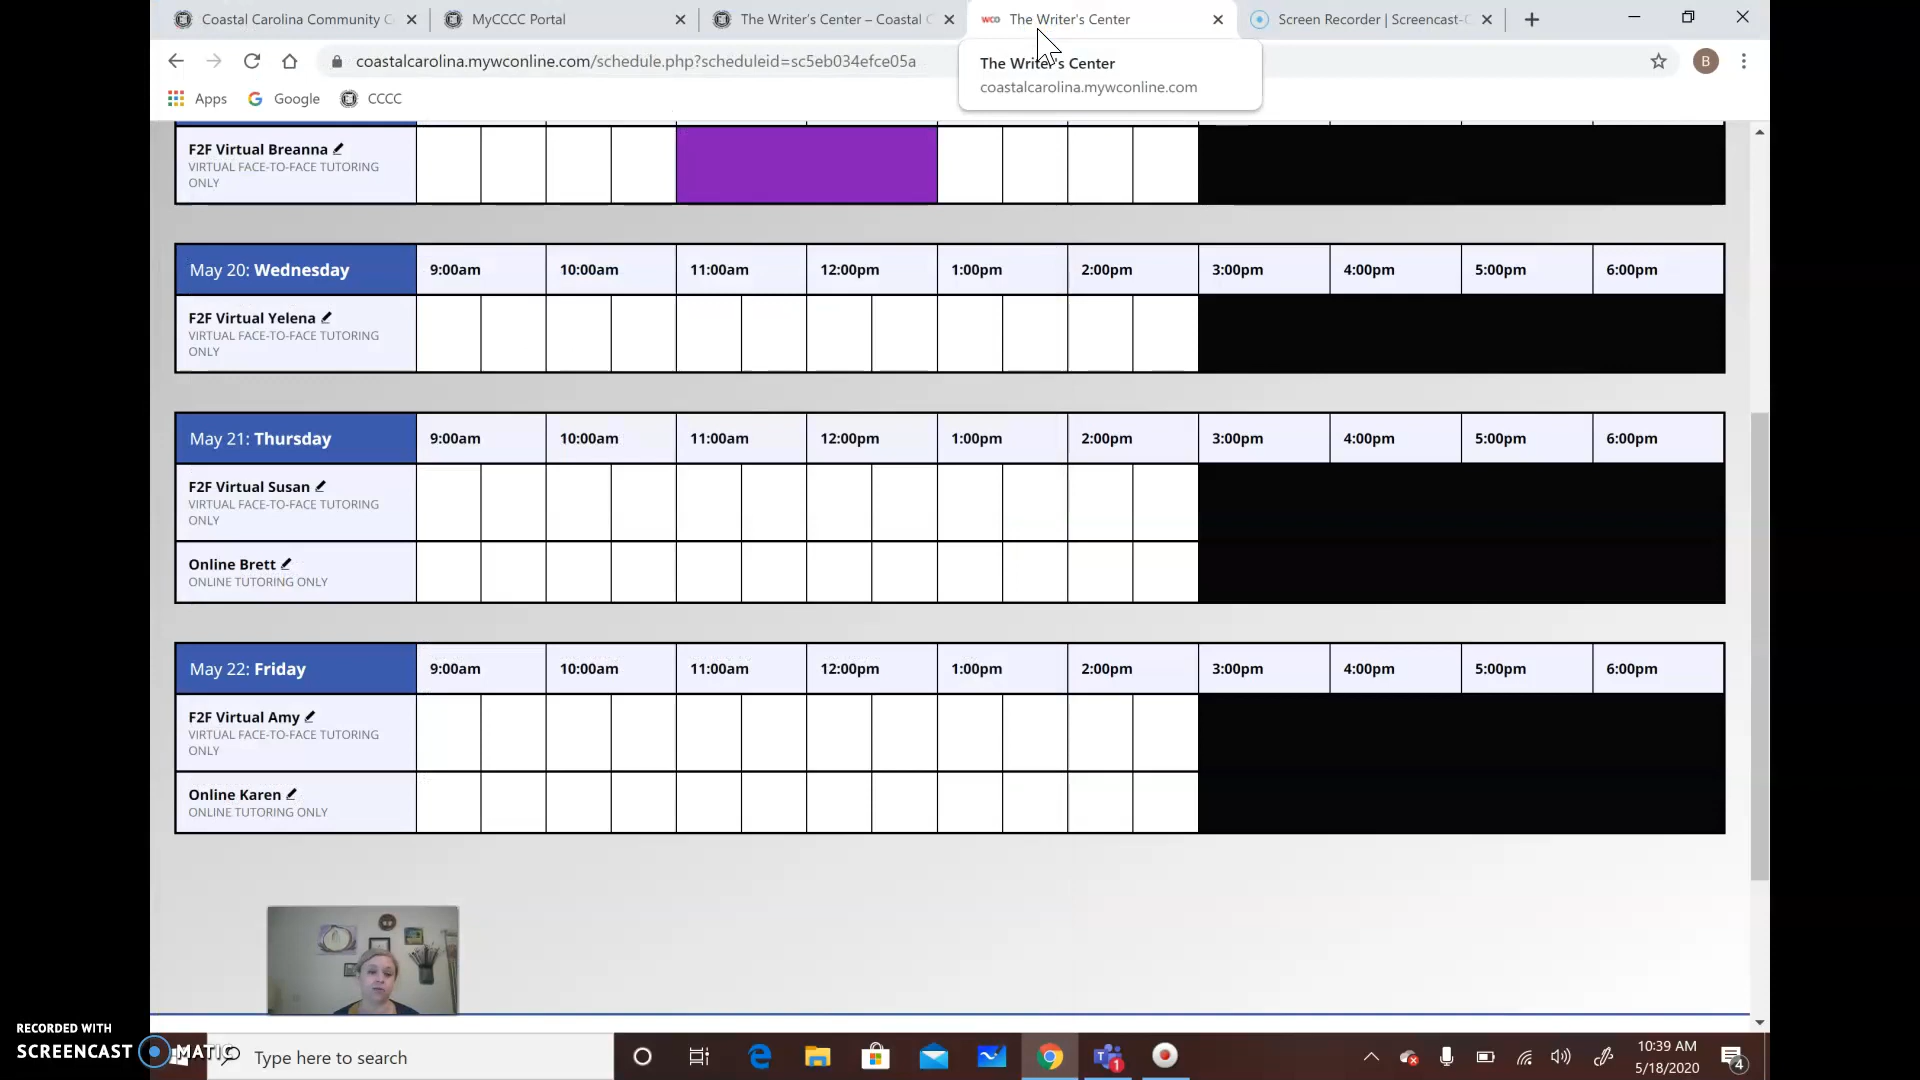 Coastal Carolina Community C
MyCCCC Portal
The Writer's Center – Coastal C
WCO The Writer's Center
Screen Recorder | Screencast-O
coastalcarolina.mywconline.com/schedule.php?scheduleid=sc5eb034efce05a
B
The Writer's Center
coastalcarolina.mywconline.com
Apps
Google
CCCC
F2F Virtual Breanna
VIRTUAL FACE-TO-FACE TUTORING
ONLY
May 20: Wednesday 9:00am 10:00am 11:00am 12:00pm 1:00pm 2:00pm 3:00pm 4:00pm 5:00pm 6:00pm
F2F Virtual Yelena
VIRTUAL FACE-TO-FACE TUTORING
ONLY
May 21: Thursday 9:00am 10:00am 11:00am 12:00pm 1:00pm 2:00pm 3:00pm 4:00pm 5:00pm 6:00pm
F2F Virtual Susan
VIRTUAL FACE-TO-FACE TUTORING
ONLY
Online Brett
ONLINE TUTORING ONLY
May 22: Friday 9:00am 10:00am 11:00am 12:00pm 1:00pm 2:00pm 3:00pm 4:00pm 5:00pm 6:00pm
F2F Virtual Amy
VIRTUAL FACE-TO-FACE TUTORING
ONLY
Online Karen
ONLINE TUTORING ONLY
RECORDED WITH
SCREENCAST MATIC
Type here to search
1
10:39 AM
5/18/2020
4